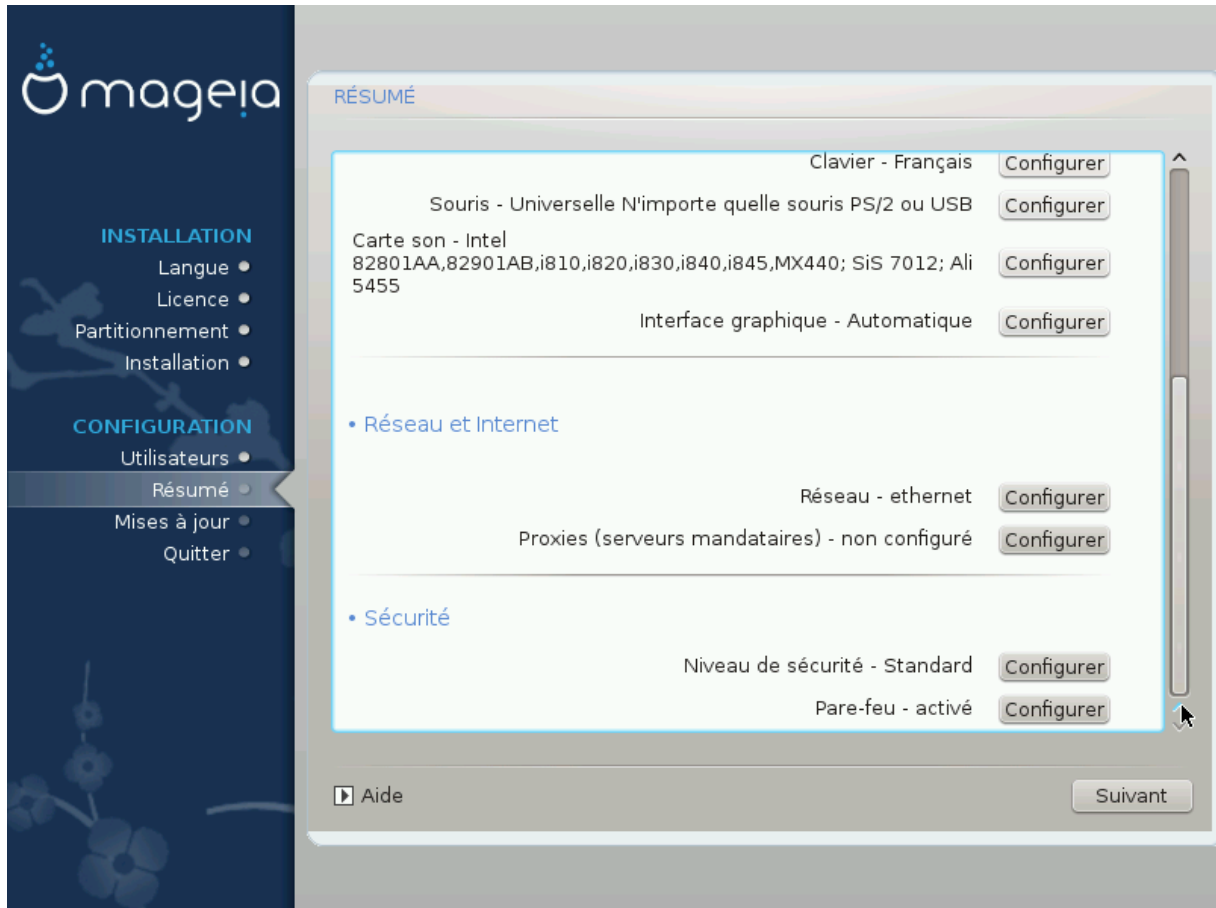 mageia
INSTALLATION
Langue
Licence
Partitionnement
Installation
CONFIGURATION
Utilisateurs
Résumé
Mises à jour
Quitter
RÉSUMÉ
Clavier - Français Configurer
Souris - Universelle N'importe quelle souris PS/2 ou USB Configurer
Carte son - Intel
82801AA,82901AB,i810,i820,i830,i840,i845,MX440; SiS 7012; Ali Configurer
5455
Interface graphique - Automatique Configurer
• Réseau et Internet
Réseau - ethernet Configurer
Proxies (serveurs mandataires) - non configuré Configurer
• Sécurité
Niveau de sécurité - Standard Configurer
Pare-feu - activé Configurer
Aide
Suivant